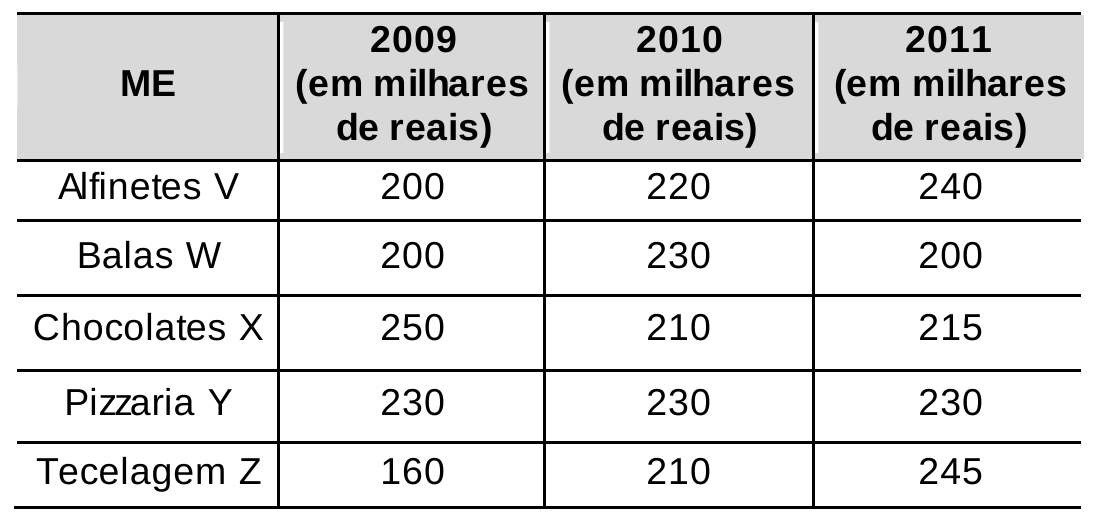 ME 2009 (em milhares de reais) 2010 (em milhares de reais) 2011 (em milhares de reais)
Alfinetes V 200 220 240
Balas W 200 230 200
Chocolates X 250 210 215
Pizzaria Y 230 230 230
Tecelagem Z 160 210 245